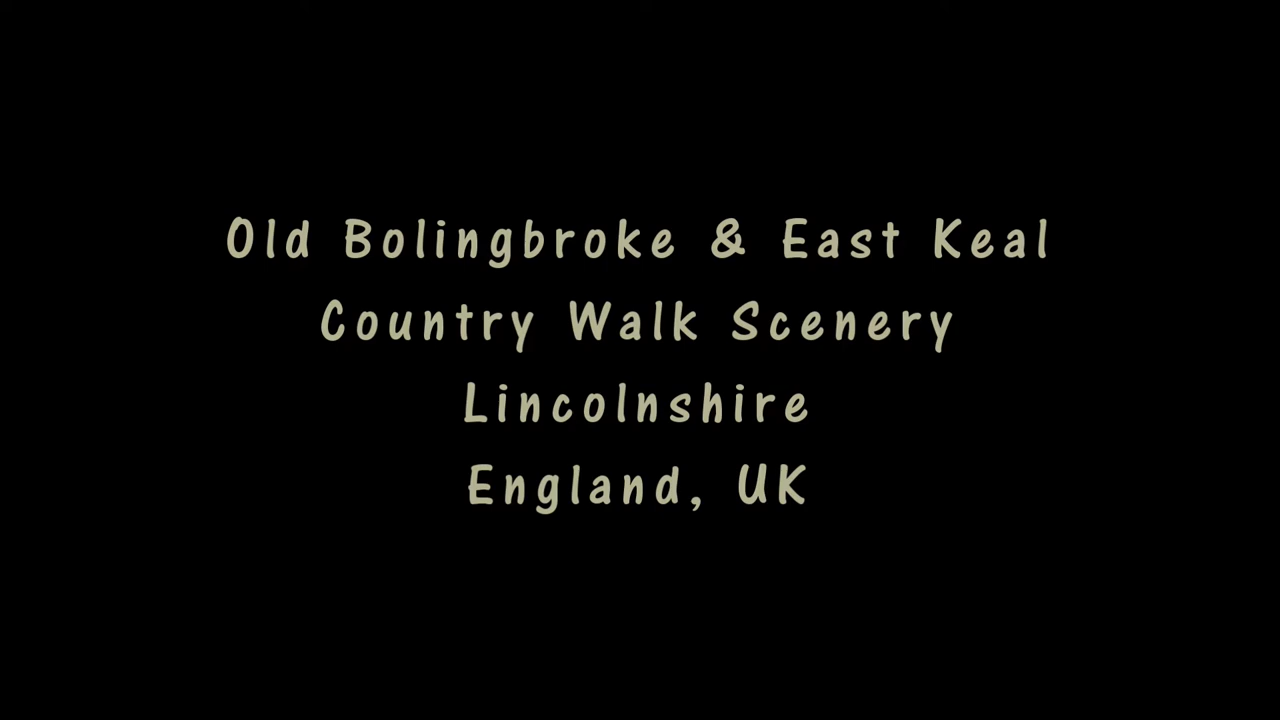 Old Bolingbroke & East Keal
Country Walk Scenery
Lincolnshire
England, UK